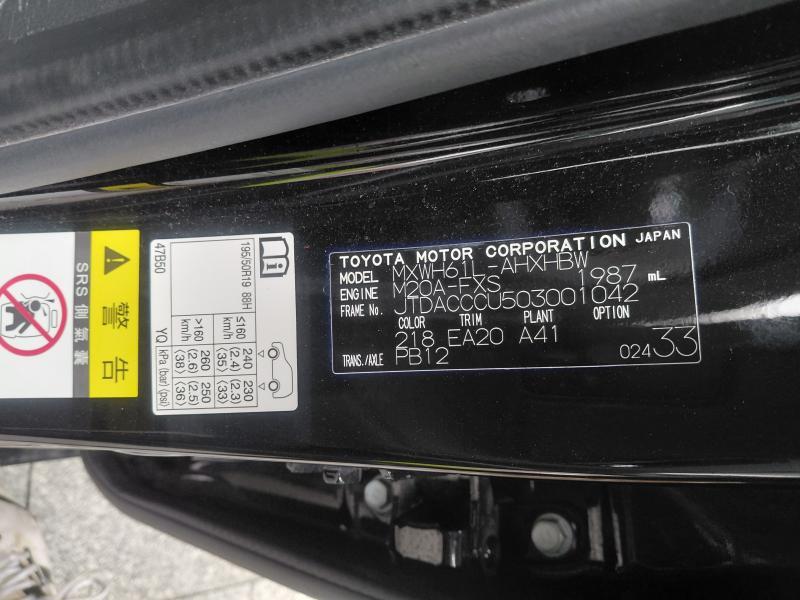 SRS 側氣囊
警告
195/50R19 88H
≤160 km/h
>160 km/h
240 (2.4) (35)
260 (2.6) (38)
230 (2.3) (33)
250 (2.5) (36)
47B50
YQ
kPa (bar/psi)
TOYOTA MOTOR CORPORATION JAPAN
MODEL MXWH61L-AHXHBW
ENGINE M20A-FXS 1987 mL
FRAME No. JTDACCCU503001042
COLOR TRIM PLANT OPTION
218 EA20 A41
TRANS./AXLE PB12
02433